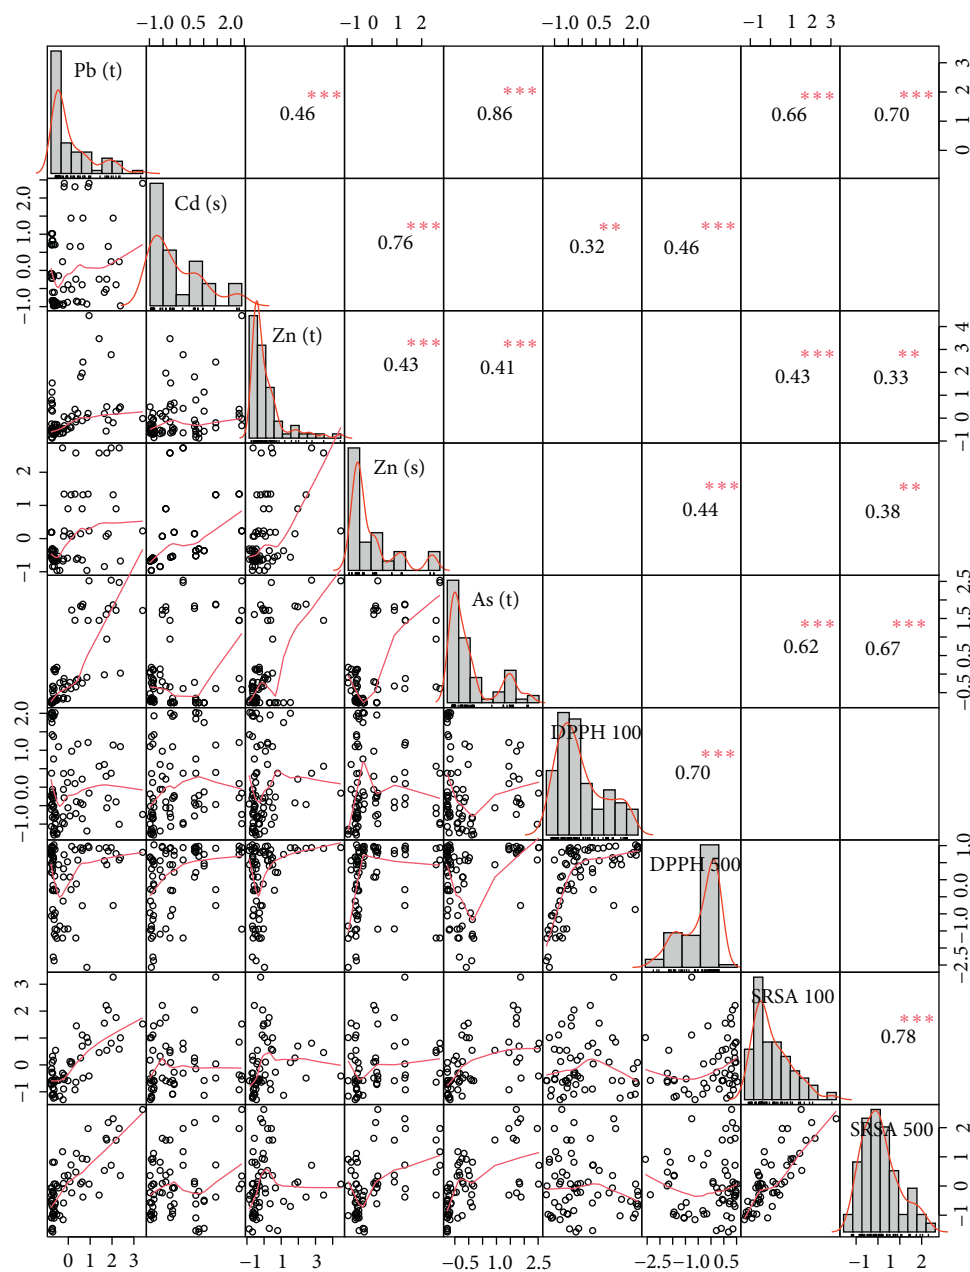 −1.0 0.5 2.0 −1 0 1 2 −1.0 0.5 2.0 −1 1 2 3
Pb (t) 0.46 *** 0.86 *** 0.66 *** 0.70 *** 0 1 2 3
−1.0 0.0 1.0 2.0 Cd (s) 0.76 *** 0.32 ** 0.46 ***
Zn (t) 0.43 *** 0.41 *** 0.43 *** 0.33 ** −1 0 1 2 3 4
−1 0 1 2 Zn (s) 0.44 *** 0.38 **
As (t) 0.62 *** 0.67 *** −0.5 0.5 1.5 2.5
−1.0 0.0 1.0 2.0 DPPH 100 0.70 ***
DPPH 500 −2.5 −1.0 0.0 1.0
−1 0 1 2 3 SRSA 100 0.78 ***
SRSA 500 −1 0 1 2
0 1 2 3 −1 1 3 −0.5 1.0 2.5 −2.5 −1.0 0.5 −1 0 1 2